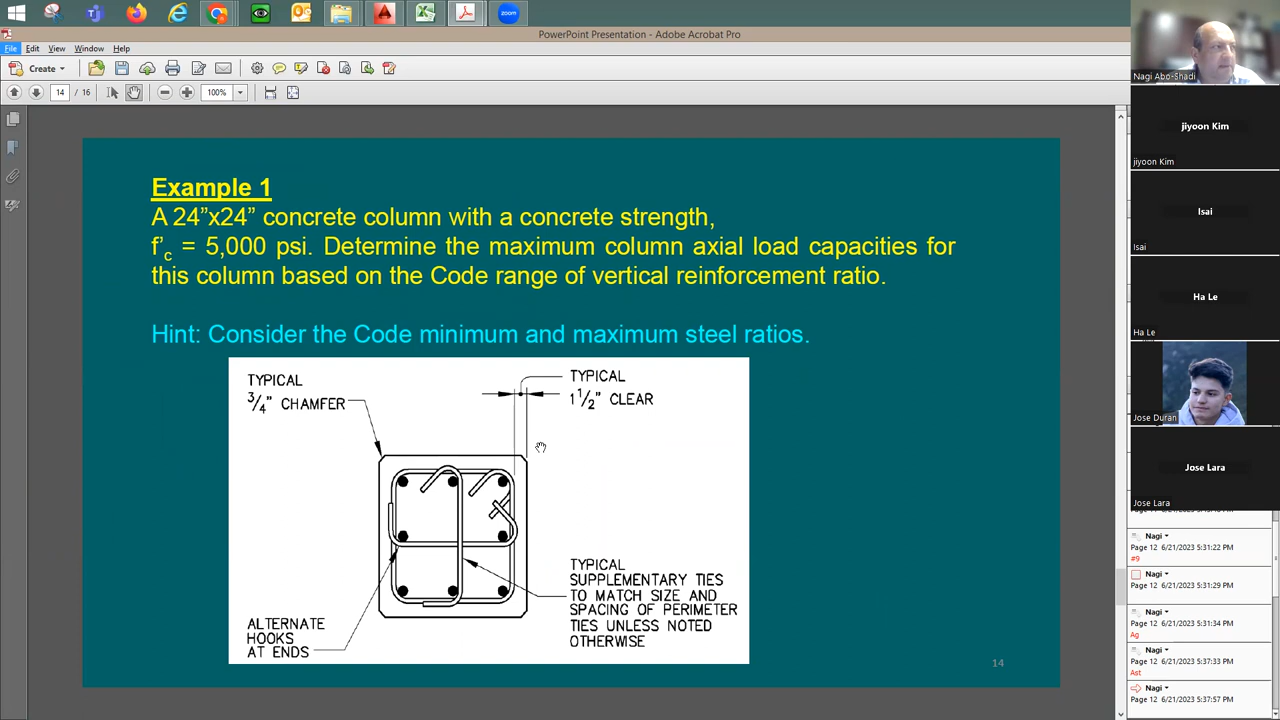 zoom
PowerPoint Presentation - Adobe Acrobat Pro
File Edit View Window Help
Create
14 / 16 100%
Example 1
A 24”x24” concrete column with a concrete strength,
f’c = 5,000 psi. Determine the maximum column axial load capacities for
this column based on the Code range of vertical reinforcement ratio.
Hint: Consider the Code minimum and maximum steel ratios.
TYPICAL
3/4" CHAMFER
TYPICAL
1 1/2" CLEAR
TYPICAL
SUPPLEMENTARY TIES
TO MATCH SIZE AND
SPACING OF PERIMETER
TIES UNLESS NOTED
OTHERWISE
ALTERNATE
HOOKS
AT ENDS
14
Nagi Abo-Shadi
jiyoon Kim
jiyoon Kim
Isai
Isai
Ha Le
Ha Le
Jose Duran
Jose Lara
Jose Lara
Nagi
Page 12 6/21/2023 5:31:22 PM
#9
Nagi
Page 12 6/21/2023 5:31:29 PM
Nagi
Page 12 6/21/2023 5:31:34 PM
Ag
Nagi
Page 12 6/21/2023 5:37:33 PM
Ast
Nagi
Page 12 6/21/2023 5:37:57 PM